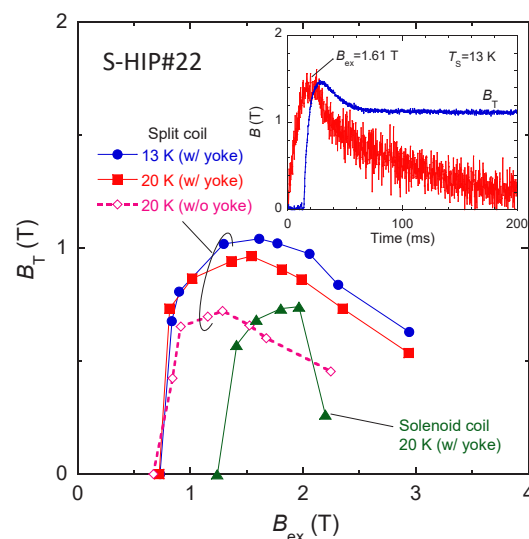 S-HIP#22
Split coil
13 K (w/ yoke)
20 K (w/ yoke)
20 K (w/o yoke)
Solenoid coil
20 K (w/ yoke)
B_T (T)
2
1
0
0 1 2 3 4
B_ex (T)
B_ex=1.61 T
T_S=13 K
B_T
B (T)
2
1
0
0 100 200
Time (ms)